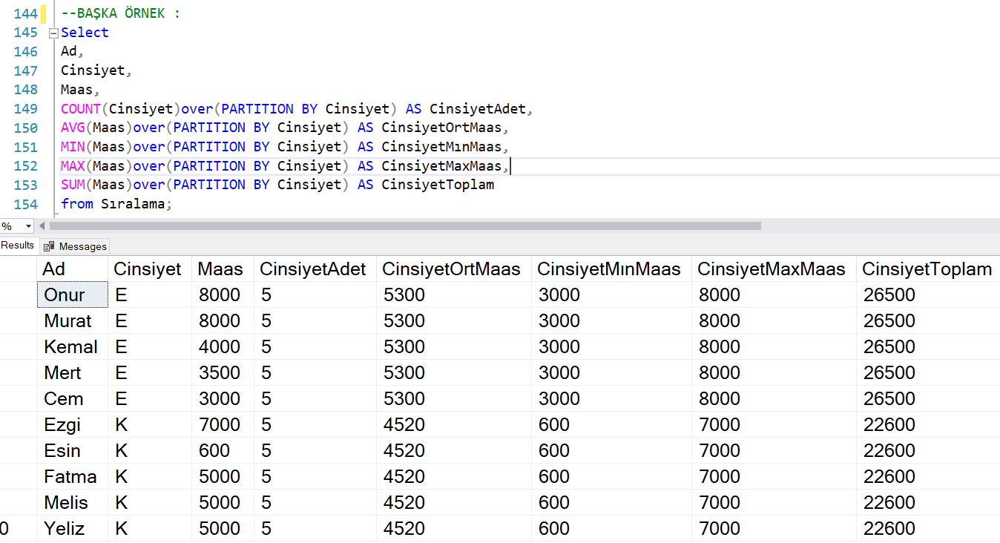 144 --BAŞKA ÖRNEK :
145 Select
146 Ad,
147 Cinsiyet,
148 Maas,
149 COUNT(Cinsiyet)over(PARTITION BY Cinsiyet) AS CinsiyetAdet,
150 AVG(Maas)over(PARTITION BY Cinsiyet) AS CinsiyetOrtMaas,
151 MIN(Maas)over(PARTITION BY Cinsiyet) AS CinsiyetMınMaas,
152 MAX(Maas)over(PARTITION BY Cinsiyet) AS CinsiyetMaxMaas,
153 SUM(Maas)over(PARTITION BY Cinsiyet) AS CinsiyetToplam
154 from Sıralama;
%
Results Messages
Ad Cinsiyet Maas CinsiyetAdet CinsiyetOrtMaas CinsiyetMınMaas CinsiyetMaxMaas CinsiyetToplam
Onur E 8000 5 5300 3000 8000 26500
Murat E 8000 5 5300 3000 8000 26500
Kemal E 4000 5 5300 3000 8000 26500
Mert E 3500 5 5300 3000 8000 26500
Cem E 3000 5 5300 3000 8000 26500
Ezgi K 7000 5 4520 600 7000 22600
Esin K 600 5 4520 600 7000 22600
Fatma K 5000 5 4520 600 7000 22600
Melis K 5000 5 4520 600 7000 22600
0 Yeliz K 5000 5 4520 600 7000 22600